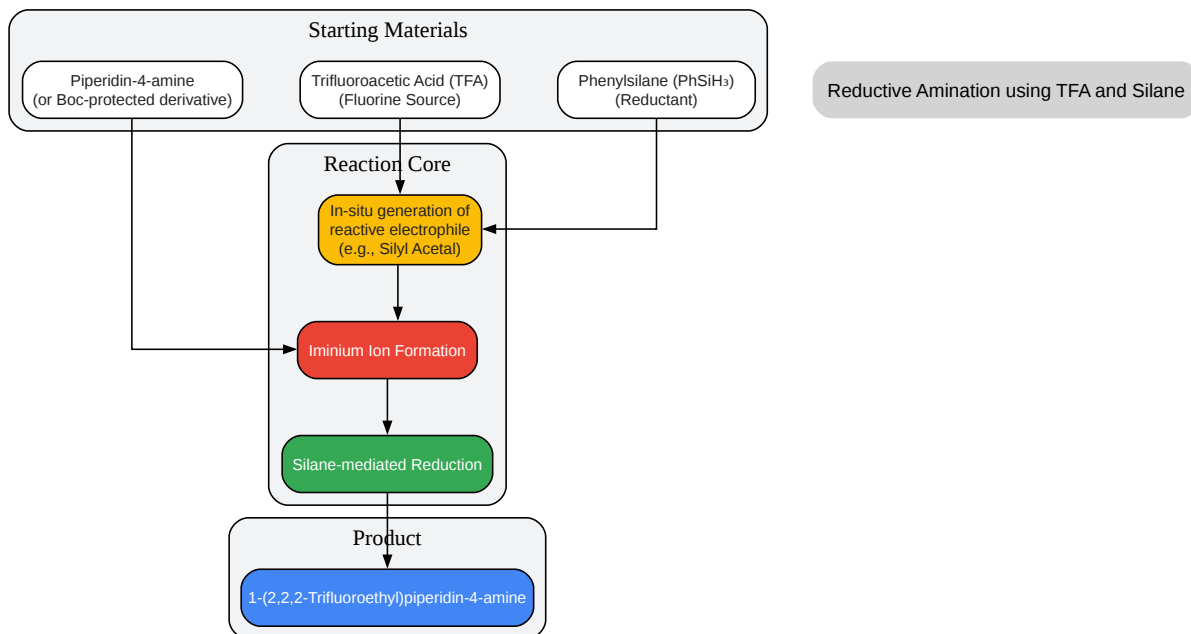 Starting Materials
Piperidin-4-amine
(or Boc-protected derivative)
Trifluoroacetic Acid (TFA)
(Fluorine Source)
Phenylsilane (PhSiH₃)
(Reductant)
Reductive Amination using TFA and Silane
Reaction Core
In-situ generation of
reactive electrophile
(e.g., Silyl Acetal)
Iminium Ion Formation
Silane-mediated Reduction
Product
1-(2,2,2-Trifluoroethyl)piperidin-4-amine